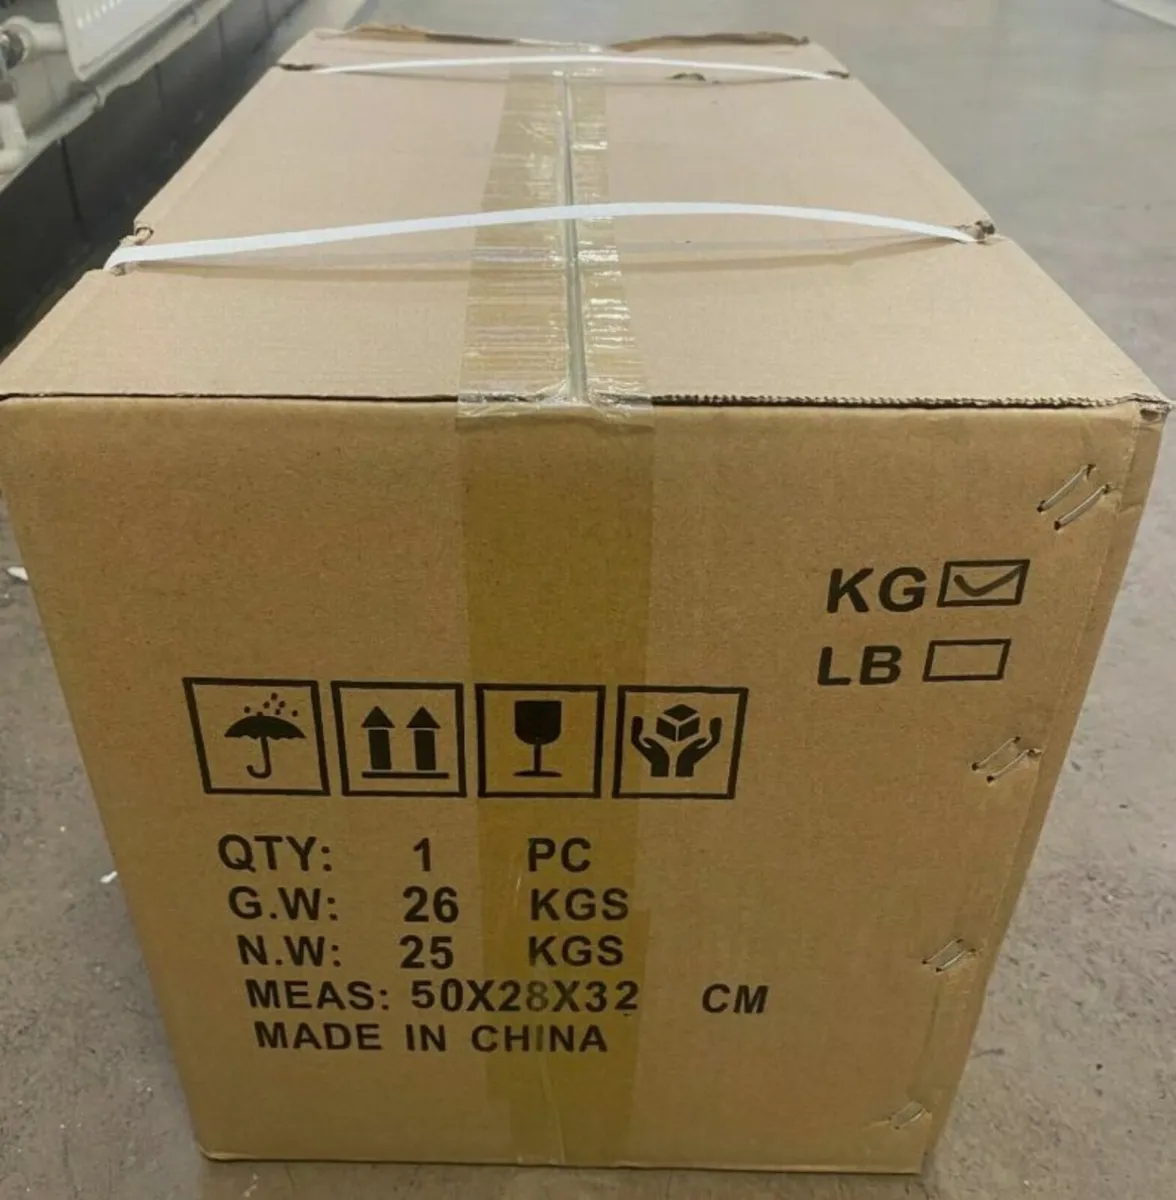 KG
LB
QTY: 1 PC
G.W: 26 KGS
N.W: 25 KGS
MEAS: 50X28X32 CM
MADE IN CHINA